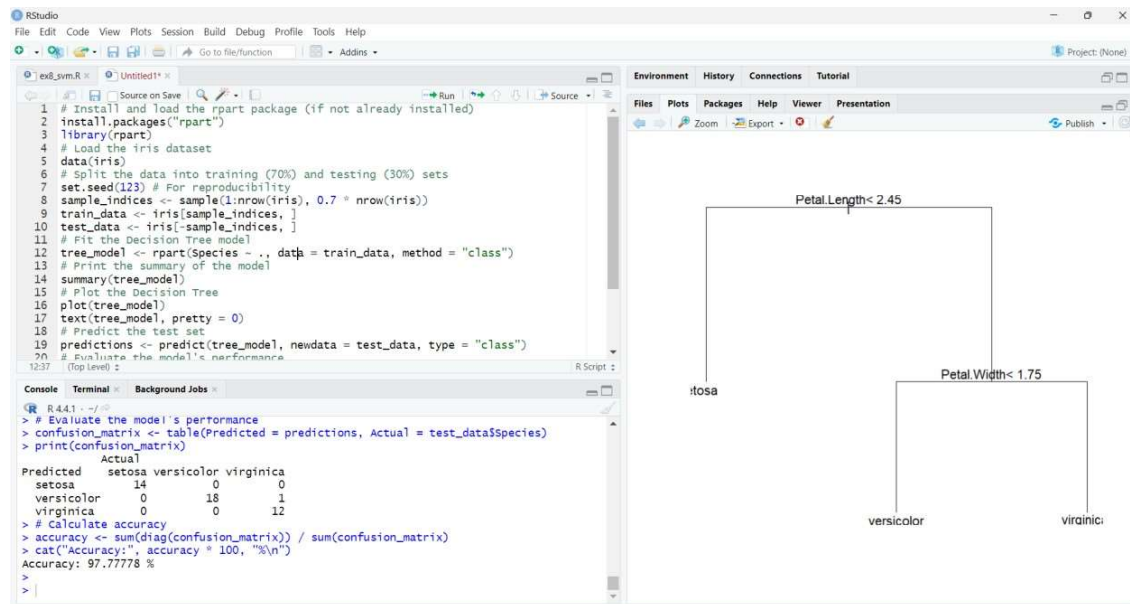 RStudio
File Edit Code View Plots Session Build Debug Profile Tools Help
Go to file/function Addins
Project: (None)
ex8_svm.R Untitled1*
Source on Save Run Source
1 # Install and load the rpart package (if not already installed)
2 install.packages("rpart")
3 library(rpart)
4 # Load the iris dataset
5 data(iris)
6 # Split the data into training (70%) and testing (30%) sets
7 set.seed(123) # For reproducibility
8 sample_indices <- sample(1:nrow(iris), 0.7 * nrow(iris))
9 train_data <- iris[sample_indices, ]
10 test_data <- iris[-sample_indices, ]
11 # Fit the Decision Tree model
12 tree_model <- rpart(Species ~ ., data = train_data, method = "class")
13 # Print the summary of the model
14 summary(tree_model)
15 # Plot the Decision Tree
16 plot(tree_model)
17 text(tree_model, pretty = 0)
18 # Predict the test set
19 predictions <- predict(tree_model, newdata = test_data, type = "class")
20 # Evaluate the model's performance
12:37 (Top Level) R Script
Console Terminal Background Jobs
R 4.4.1 · ~/
> # Evaluate the model's performance
> confusion_matrix <- table(Predicted = predictions, Actual = test_data$Species)
> print(confusion_matrix)
Actual
Predicted setosa versicolor virginica
setosa 14 0 0
versicolor 0 18 1
virginica 0 0 12
> # Calculate accuracy
> accuracy <- sum(diag(confusion_matrix)) / sum(confusion_matrix)
> cat("Accuracy:", accuracy * 100, "%\n")
Accuracy: 97.77778 %
>
>
Environment History Connections Tutorial
Files Plots Packages Help Viewer Presentation
Zoom Export Publish
Petal.Length< 2.45
Petal.Width< 1.75
tosa
versicolor virginic